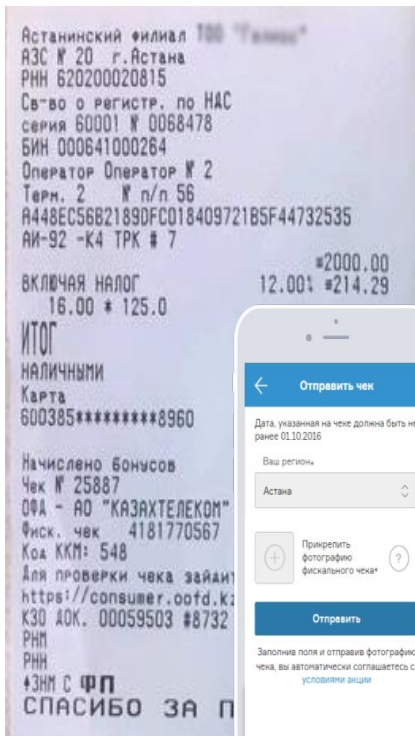 Астанинский филиал ТОО
АЗС № 20 г.Астана
РНН 620200020815
Св-во о регистр. по НДС
серия 60001 № 0068478
БИН 000641000264
Оператор Оператор № 2
Терм. 2 № п/п 56
A448EC56B2189DFC018409721B5F44732535
АИ-92 -К4 ТРК # 7
=2000.00
ВКЛЮЧАЯ НАЛОГ 12.00% =214.29
16.00 * 125.0
ИТОГ
НАЛИЧНЫМИ
Карта
600385*********8960
Начислено бонусов
Чек № 25887
ОФД - АО "КАЗАХТЕЛЕКОМ"
Фиск. чек 4181770567
Код ККМ: 548
Для проверки чека зайдит
https://consumer.oofd.kz
КЗО ДОК. 00059503 #8732
РНМ
РНН
ЗНМ С ФП
СПАСИБО ЗА П
Отправить чек
Дата, указанная на чеке должна быть не
ранее 01.10.2016
Ваш регион*
Астана
Прикрепить
фотографию
фискального чека*
?
Отправить
Заполнив поля и отправив фотографию
чека, вы автоматически соглашаетесь с
условиями акции